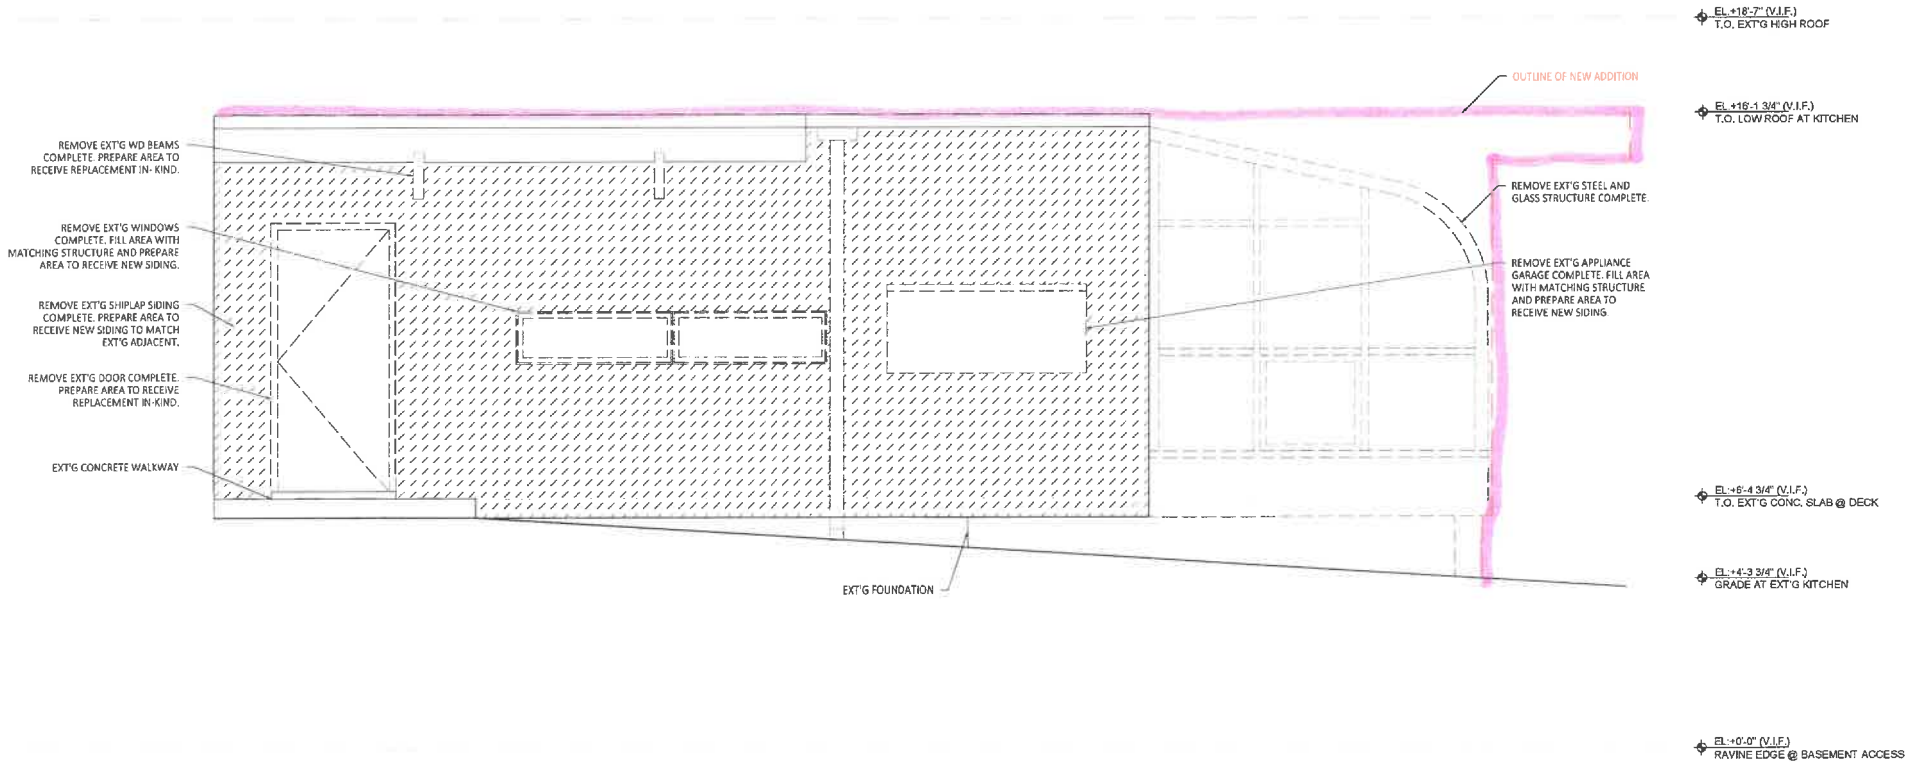 EL:+18'-7" (V.I.F.)
T.O. EXT'G HIGH ROOF
OUTLINE OF NEW ADDITION
EL:+16'-1 3/4" (V.I.F.)
T.O. LOW ROOF AT KITCHEN
REMOVE EXT'G WD BEAMS
COMPLETE. PREPARE AREA TO
RECEIVE REPLACEMENT IN- KIND.
REMOVE EXT'G STEEL AND
GLASS STRUCTURE COMPLETE.
REMOVE EXT'G WINDOWS
COMPLETE. FILL AREA WITH
MATCHING STRUCTURE AND PREPARE
AREA TO RECEIVE NEW SIDING.
REMOVE EXT'G APPLIANCE
GARAGE COMPLETE. FILL AREA
WITH MATCHING STRUCTURE
AND PREPARE AREA TO
RECEIVE NEW SIDING.
REMOVE EXT'G SHIPLAP SIDING
COMPLETE. PREPARE AREA TO
RECEIVE NEW SIDING TO MATCH
EXT'G ADJACENT.
REMOVE EXT'G DOOR COMPLETE.
PREPARE AREA TO RECEIVE
REPLACEMENT IN-KIND.
EXT'G CONCRETE WALKWAY
EL:+6'-4 3/4" (V.I.F.)
T.O. EXT'G CONC. SLAB @ DECK
EL:+4'-3 3/4" (V.I.F.)
GRADE AT EXT'G KITCHEN
EXT'G FOUNDATION
EL:+0'-0" (V.I.F.)
RAVINE EDGE @ BASEMENT ACCESS